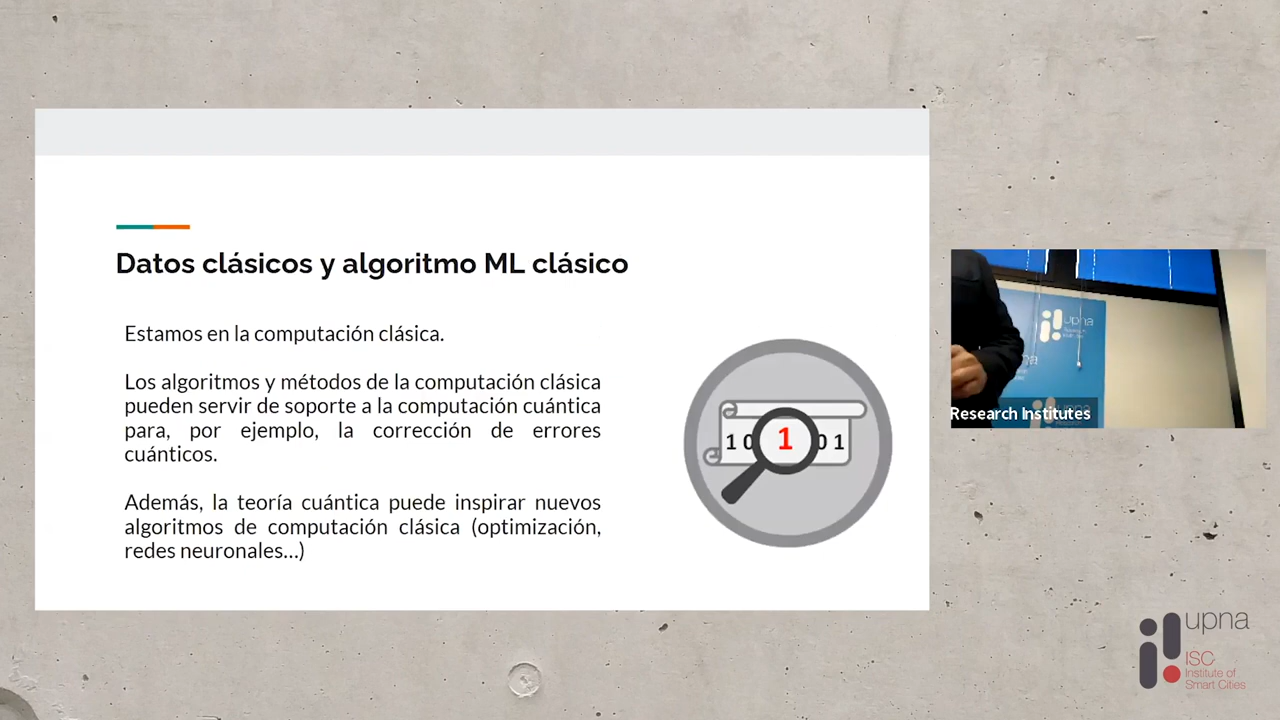 Datos clásicos y algoritmo ML clásico
Estamos en la computación clásica.
Los algoritmos y métodos de la computación clásica
pueden servir de soporte a la computación cuántica
para, por ejemplo, la corrección de errores
cuánticos.
Además, la teoría cuántica puede inspirar nuevos
algoritmos de computación clásica (optimización,
redes neuronales...)
1 0 1 0 1
upna
Research Institutes
upna
ISC
Institute of
Smart Cities